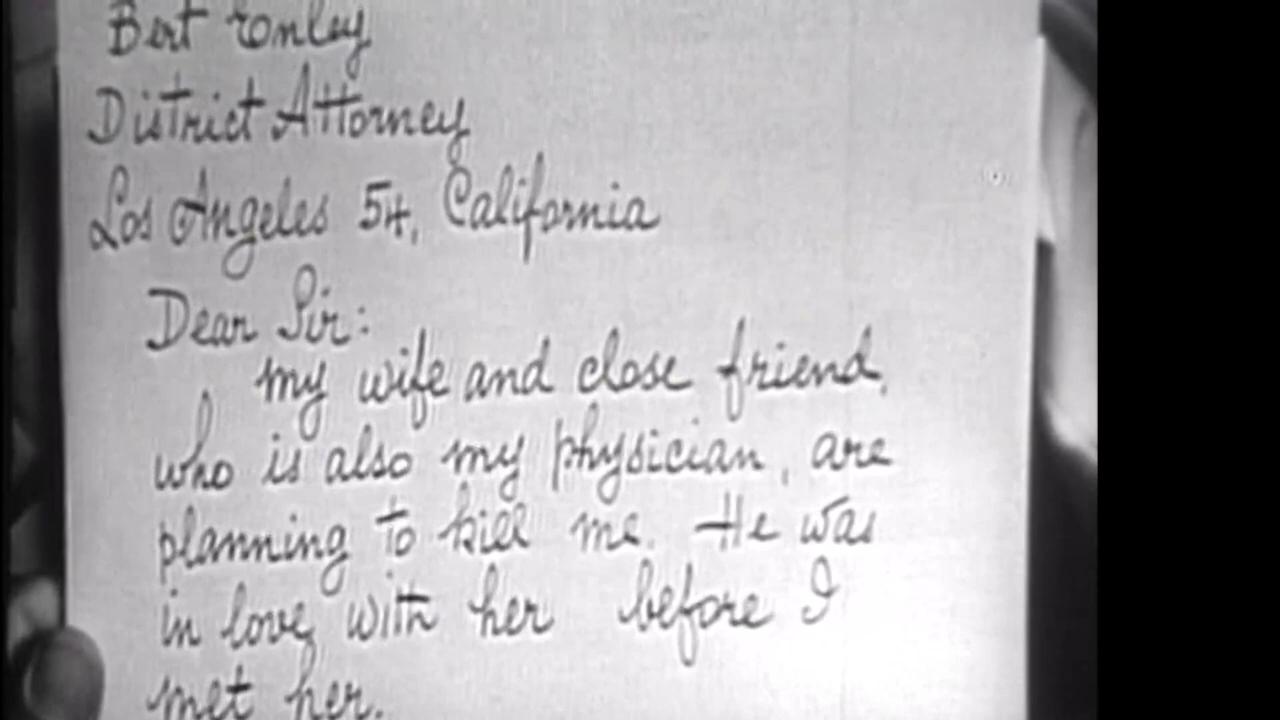 Bert Tonley
District Attorney
Los Angeles 54, California
Dear Sir:
my wife and close friend,
who is also my physician, are
planning to kill me. He was
in love with her before I
met her.